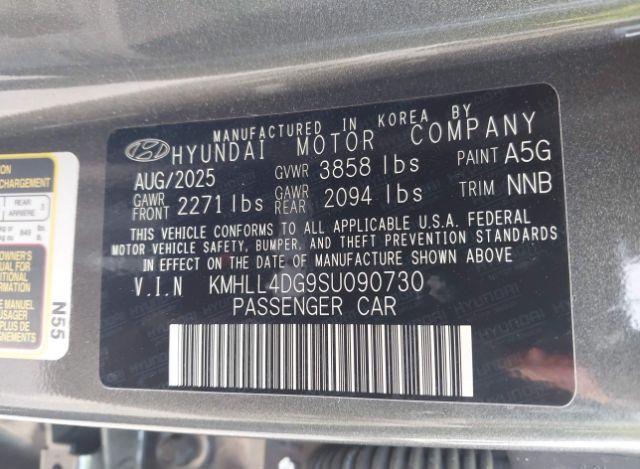 MANUFACTURED IN KOREA BY
HYUNDAI MOTOR COMPANY
AUG/2025 GVWR 3858 lbs PAINT A5G
GAWR FRONT 2271 lbs GAWR REAR 2094 lbs TRIM NNB
THIS VEHICLE CONFORMS TO ALL APPLICABLE U.S.A. FEDERAL
MOTOR VEHICLE SAFETY, BUMPER, AND THEFT PREVENTION STANDARDS
IN EFFECT ON THE DATE OF MANUFACTURE SHOWN ABOVE
V.I.N KMHLL4DG9SU090730
PASSENGER CAR
N55